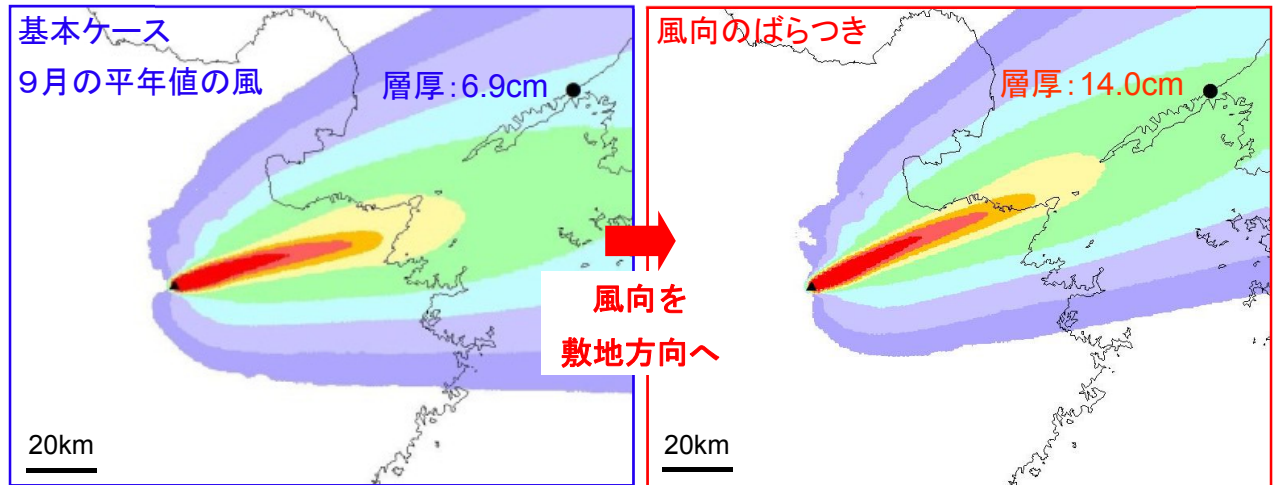 基本ケース
9月の平年値の風
層厚:6.9cm
20km
風向を
敷地方向へ
風向のばらつき
層厚:14.0cm
20km